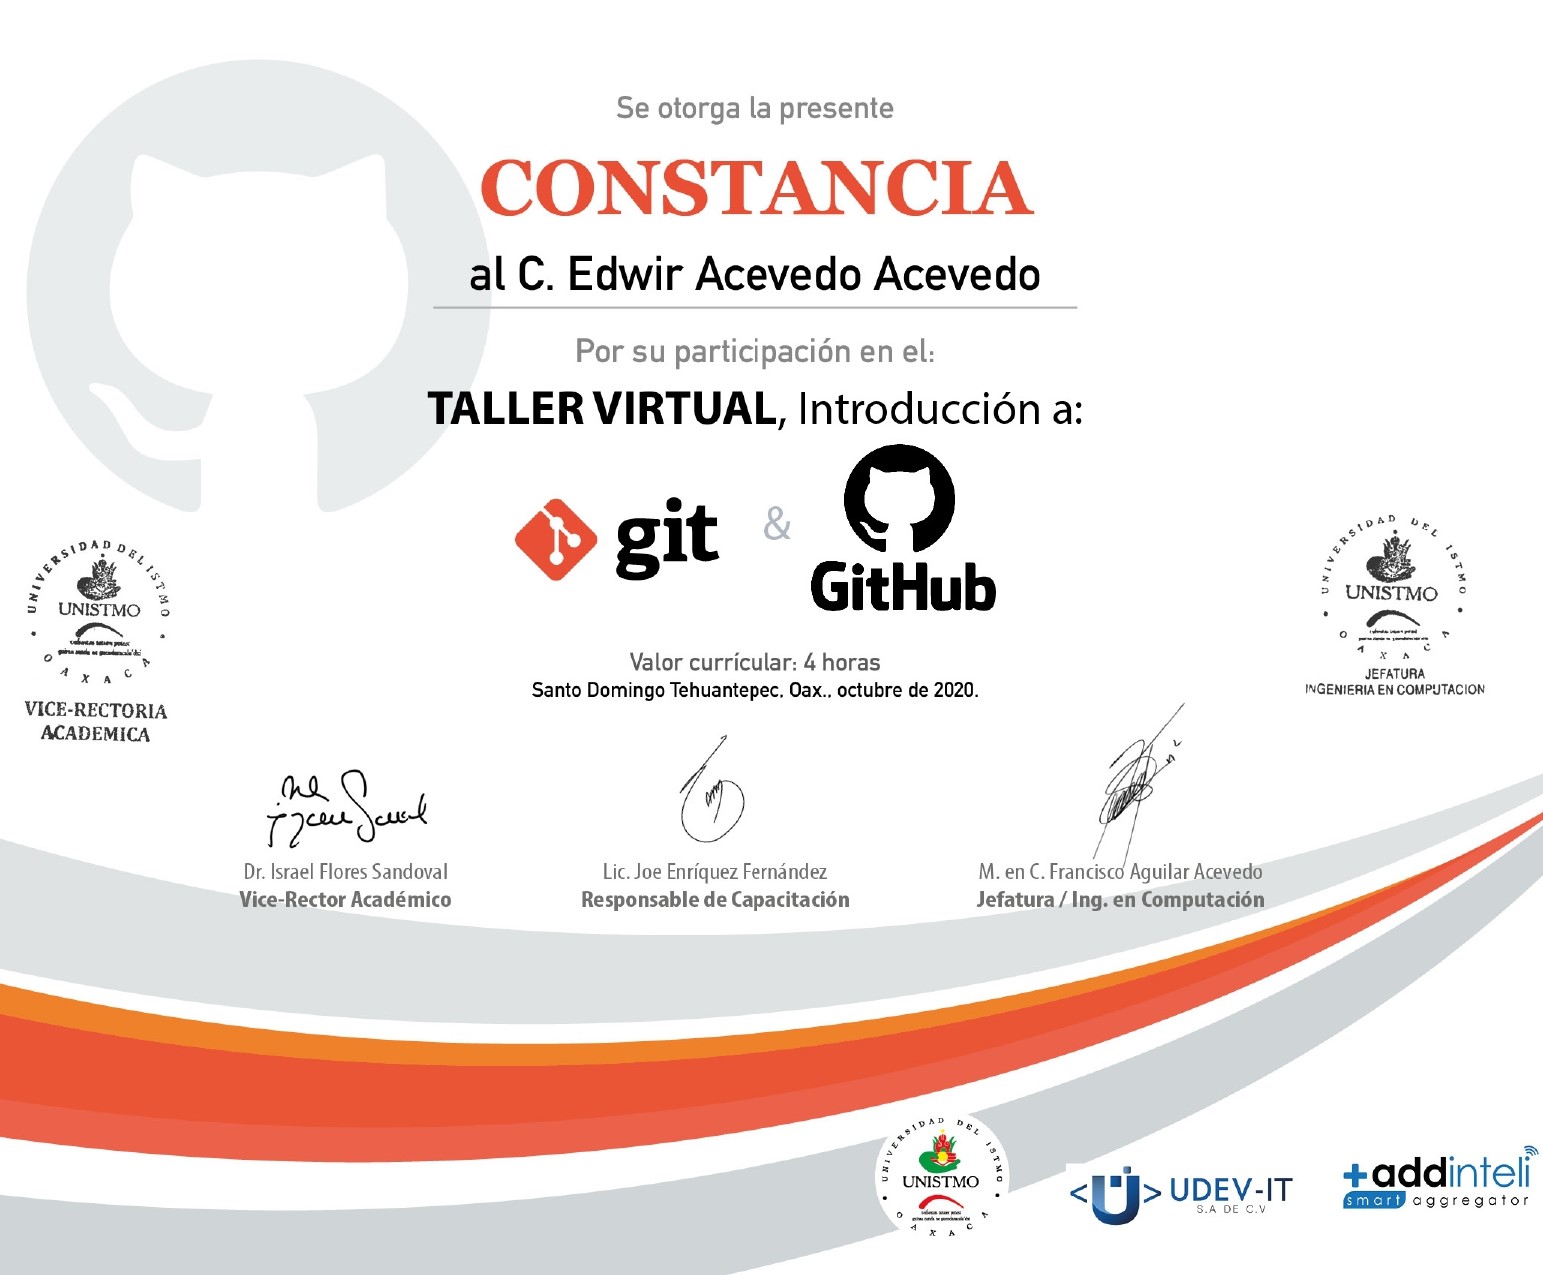 Se otorga la presente
CONSTANCIA
al C. Edwir Acevedo Acevedo
Por su participación en el:
TALLER VIRTUAL, Introducción a:
git & GitHub
UNIVERSIDAD DEL ISTMO
UNISTMO
OAXACA
VICE-RECTORIA
ACADEMICA
UNIVERSIDAD DEL ISTMO
UNISTMO
OAXACA
JEFATURA
INGENIERIA EN COMPUTACION
Valor currícular: 4 horas
Santo Domingo Tehuantepec, Oax., octubre de 2020.
Dr. Israel Flores Sandoval
Vice-Rector Académico
Lic. Joe Enríquez Fernández
Responsable de Capacitación
M. en C. Francisco Aguilar Acevedo
Jefatura / Ing. en Computación
UNIVERSIDAD DEL ISTMO
UNISTMO
OAXACA
<U> UDEV-IT
S.A DE C.V
+addinteli
smart aggregator